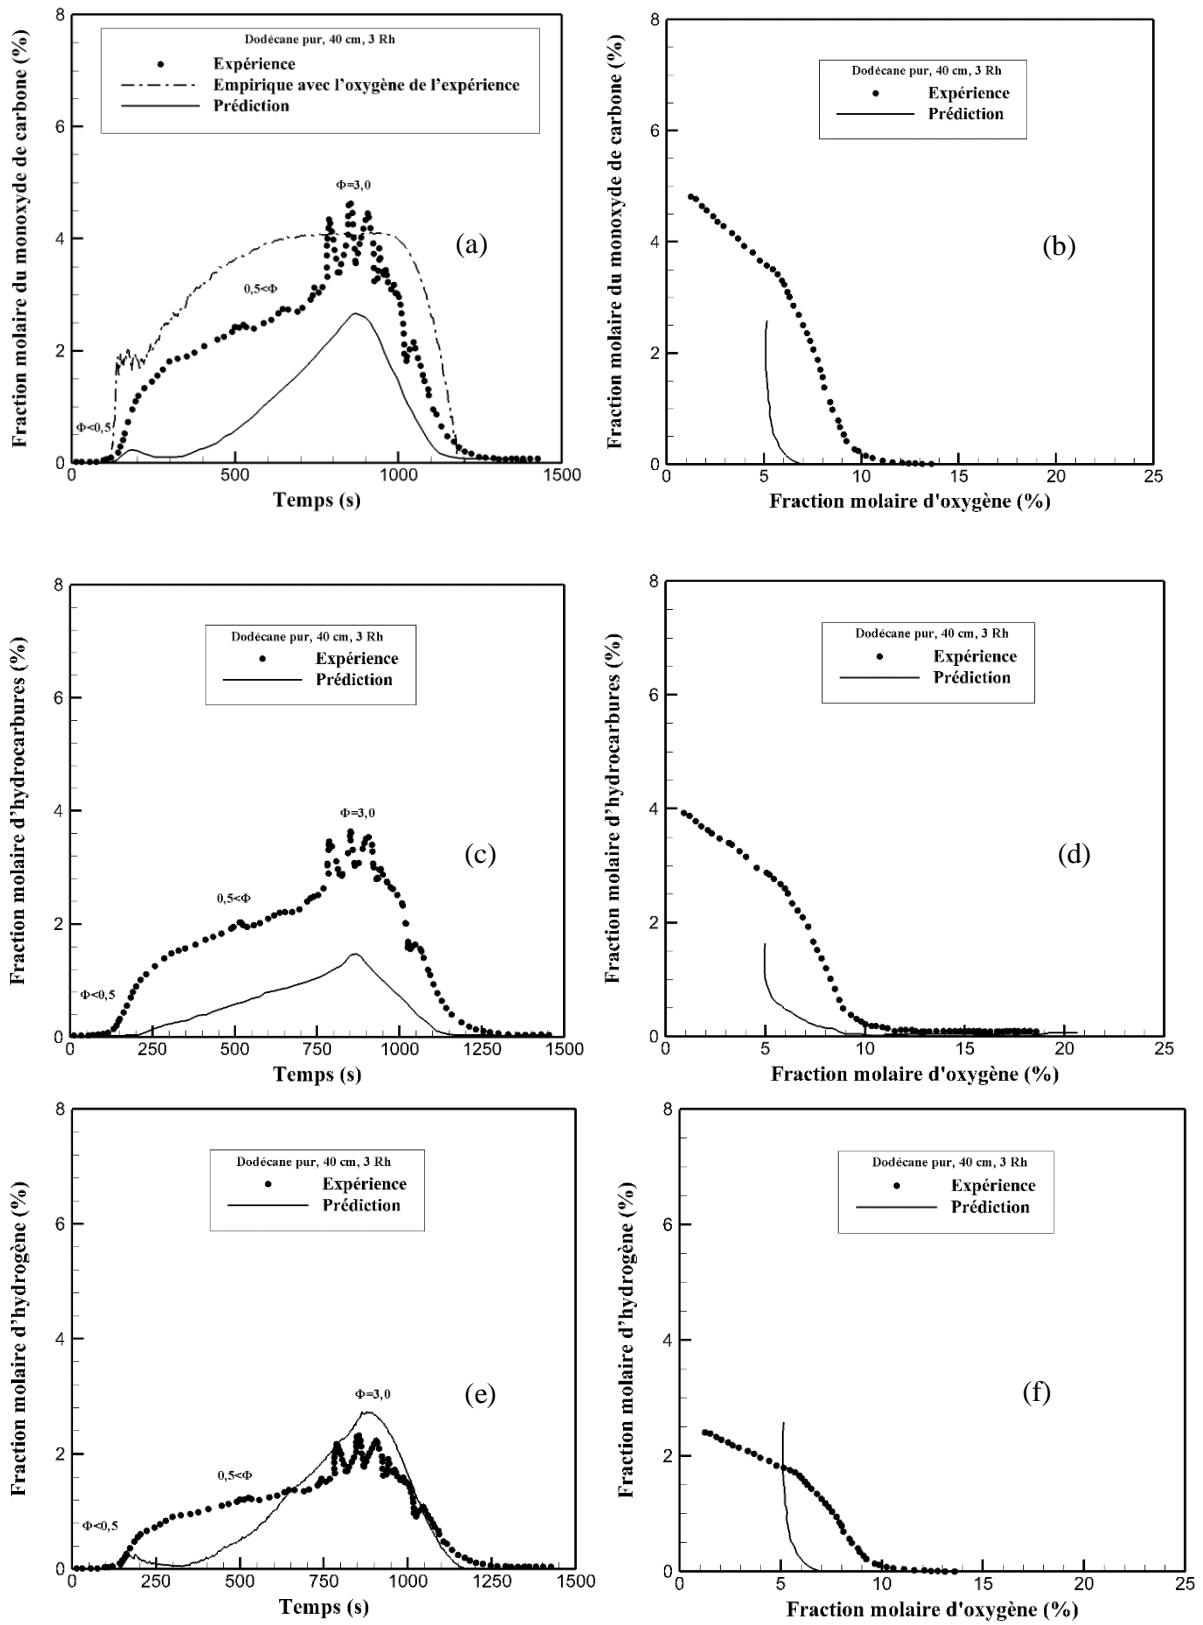 Fraction molaire du monoxyde de carbone (%)
8
6
4
2
0
Dodécane pur, 40 cm, 3 Rh
Expérience
Empirique avec l'oxygène de l'expérience
Prédiction
Φ=3,0
(a)
0,5<Φ
Φ<0,5
0 500 1000 1500
Temps (s)
Fraction molaire du monoxyde de carbone (%)
8
6
4
2
0
Dodécane pur, 40 cm, 3 Rh
Expérience
Prédiction
(b)
0 5 10 15 20 25
Fraction molaire d'oxygène (%)
Fraction molaire d'hydrocarbures (%)
8
6
4
2
0
Dodécane pur, 40 cm, 3 Rh
Expérience
Prédiction
Φ=3,0
(c)
0,5<Φ
Φ<0,5
0 250 500 750 1000 1250 1500
Temps (s)
Fraction molaire d'hydrocarbures (%)
8
6
4
2
0
Dodécane pur, 40 cm, 3 Rh
Expérience
Prédiction
(d)
0 5 10 15 20 25
Fraction molaire d'oxygène (%)
Fraction molaire d'hydrogène (%)
8
6
4
2
0
Dodécane pur, 40 cm, 3 Rh
Expérience
Prédiction
Φ=3,0
(e)
0,5<Φ
Φ<0,5
0 250 500 750 1000 1250 1500
Temps (s)
Fraction molaire d'hydrogène (%)
8
6
4
2
0
Dodécane pur, 40 cm, 3 Rh
Expérience
Prédiction
(f)
0 5 10 15 20 25
Fraction molaire d'oxygène (%)